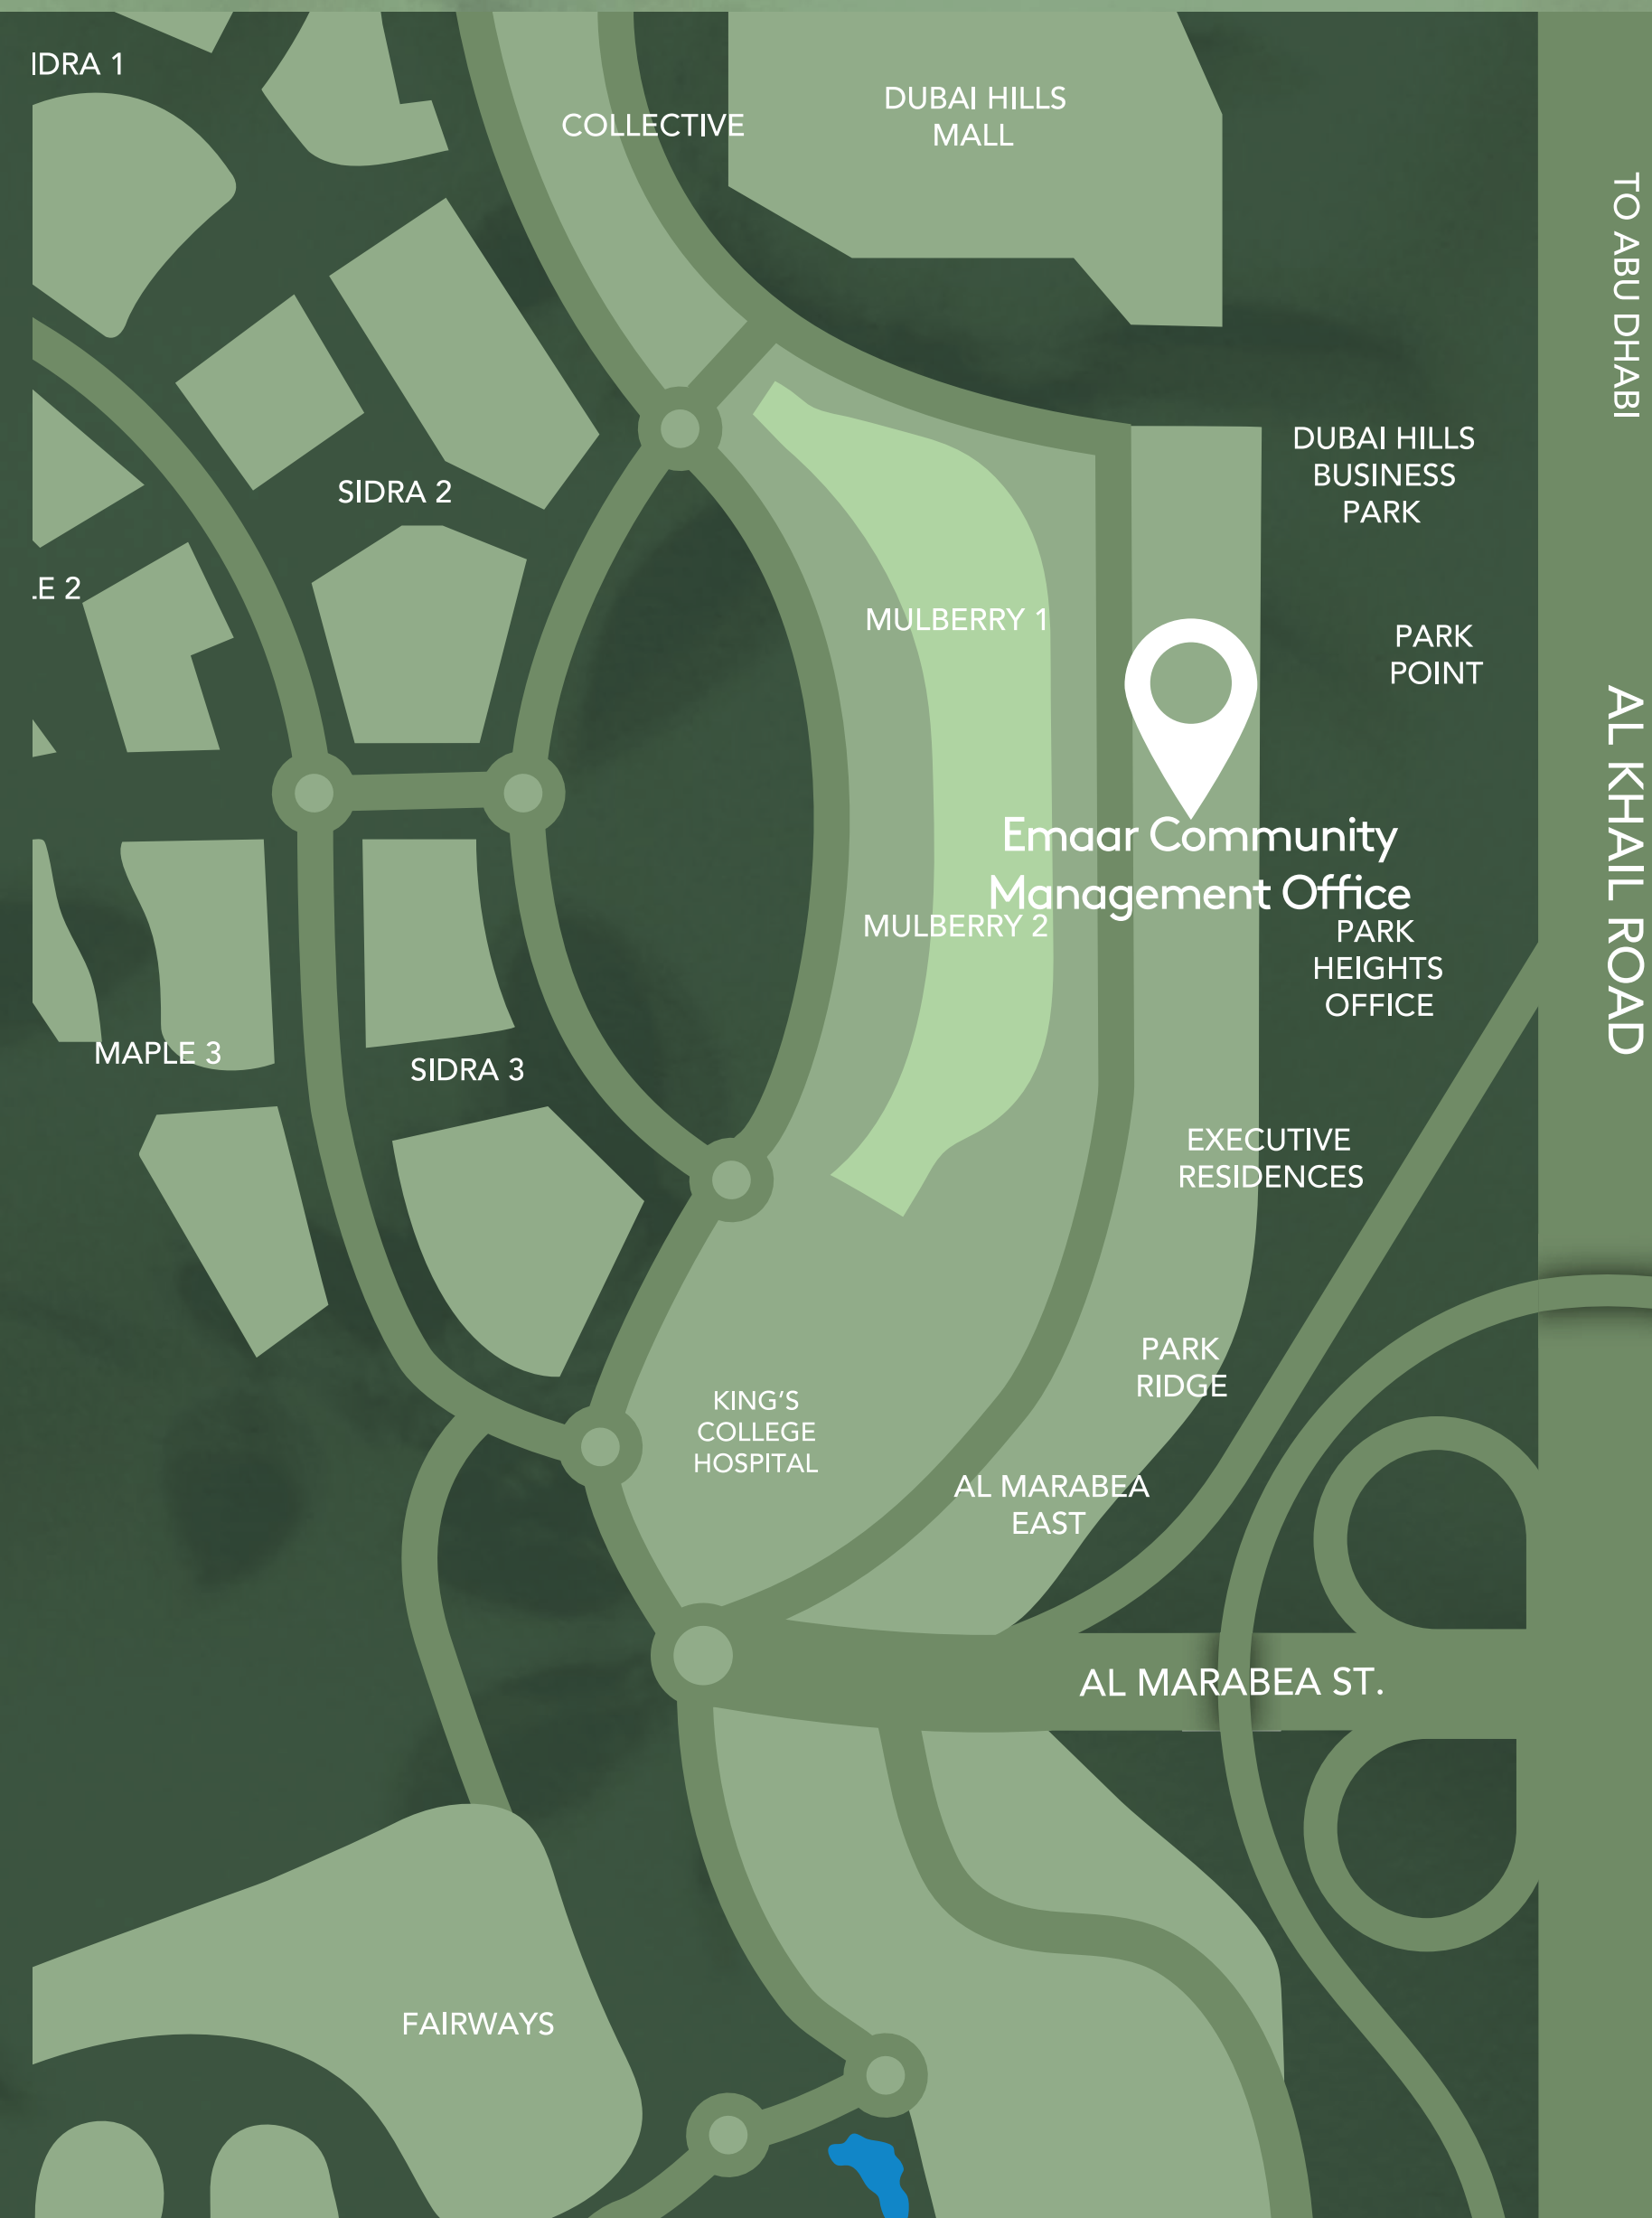 IDRA 1
COLLECTIVE
DUBAI HILLS
MALL
TO ABU DHABI
DUBAI HILLS
BUSINESS
PARK
SIDRA 2
.E 2
MULBERRY 1
PARK
POINT
AL KHAIL ROAD
Emaar Community
Management Office
MULBERRY 2
PARK
HEIGHTS
OFFICE
MAPLE 3
SIDRA 3
EXECUTIVE
RESIDENCES
PARK
RIDGE
KING'S
COLLEGE
HOSPITAL
AL MARABEA
EAST
AL MARABEA ST.
FAIRWAYS